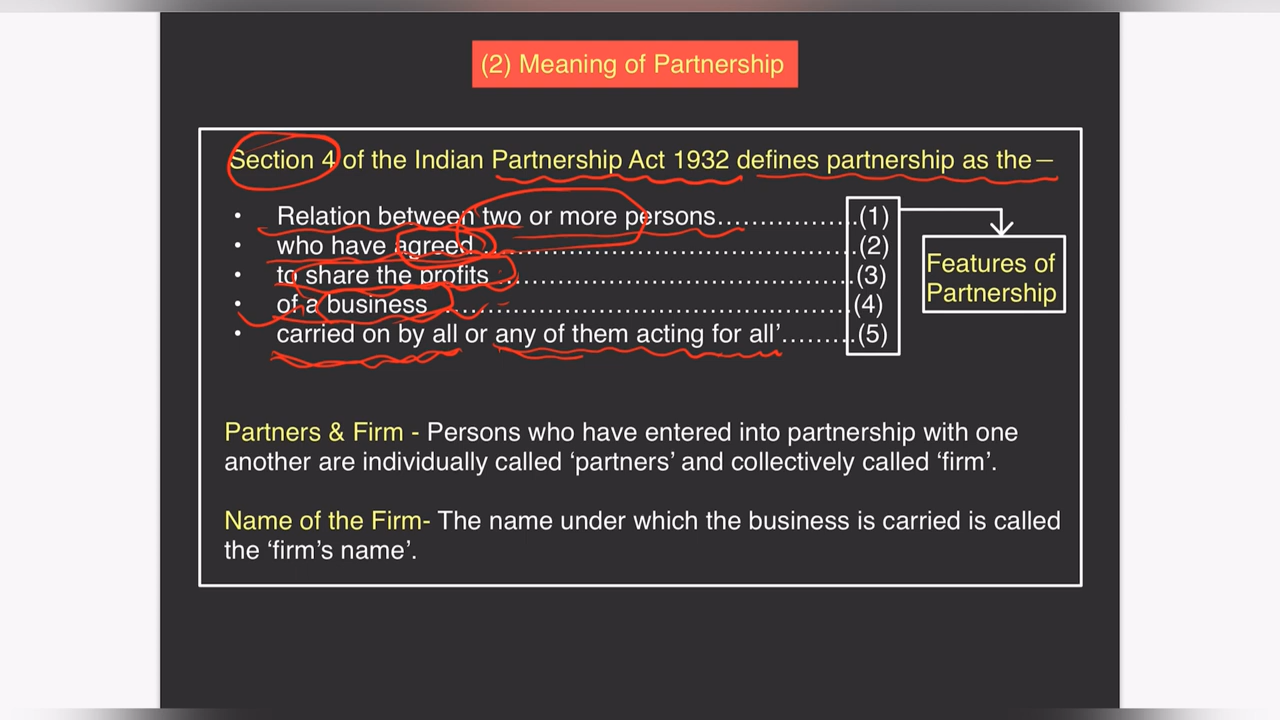 (2) Meaning of Partnership
Section 4 of the Indian Partnership Act 1932 defines partnership as the –
• Relation between two or more persons................(1)
• who have agreed .............................................(2)
• to share the profits ..........................................(3)
• of a business ..................................................(4)
• carried on by all or any of them acting for all’.........(5)
Features of
Partnership
Partners & Firm - Persons who have entered into partnership with one
another are individually called ‘partners’ and collectively called ‘firm’.
Name of the Firm- The name under which the business is carried is called
the ‘firm’s name’.